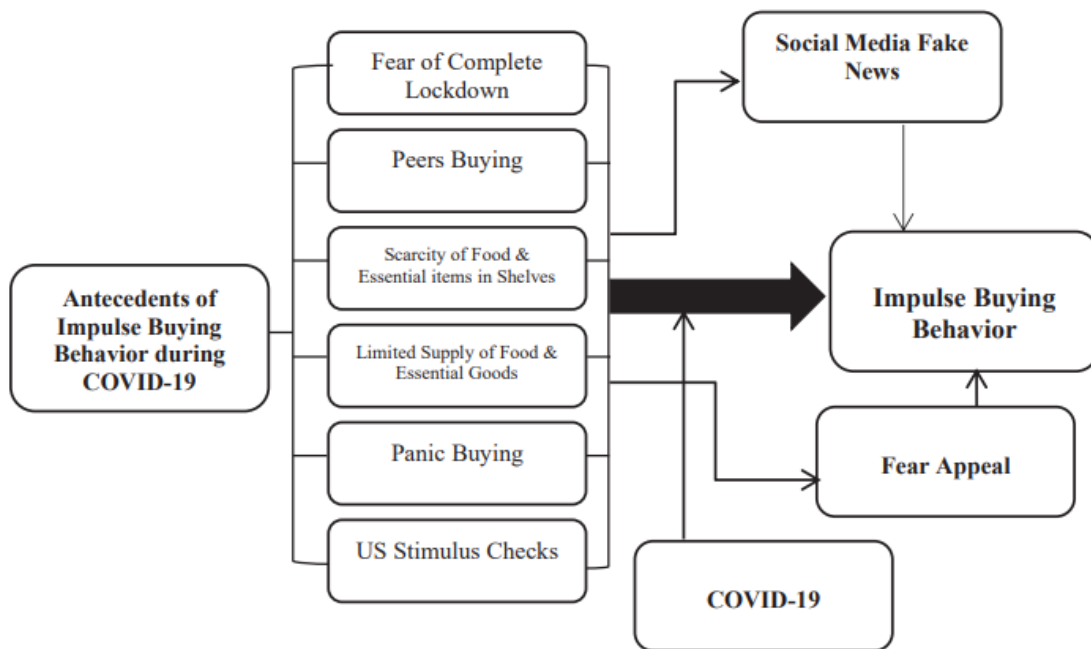 Antecedents of
Impulse Buying
Behavior during
COVID-19
Fear of Complete
Lockdown
Peers Buying
Scarcity of Food &
Essential items in Shelves
Limited Supply of Food &
Essential Goods
Panic Buying
US Stimulus Checks
Social Media Fake
News
Impulse Buying
Behavior
Fear Appeal
COVID-19